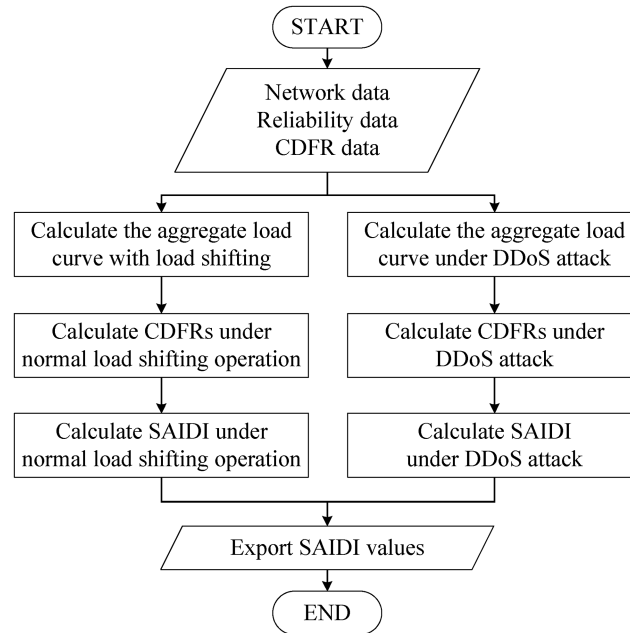 START
Network data
Reliability data
CDFR data
Calculate the aggregate load
curve with load shifting
Calculate the aggregate load
curve under DDoS attack
Calculate CDFRs under
normal load shifting operation
Calculate CDFRs under
DDoS attack
Calculate SAIDI under
normal load shifting operation
Calculate SAIDI
under DDoS attack
Export SAIDI values
END